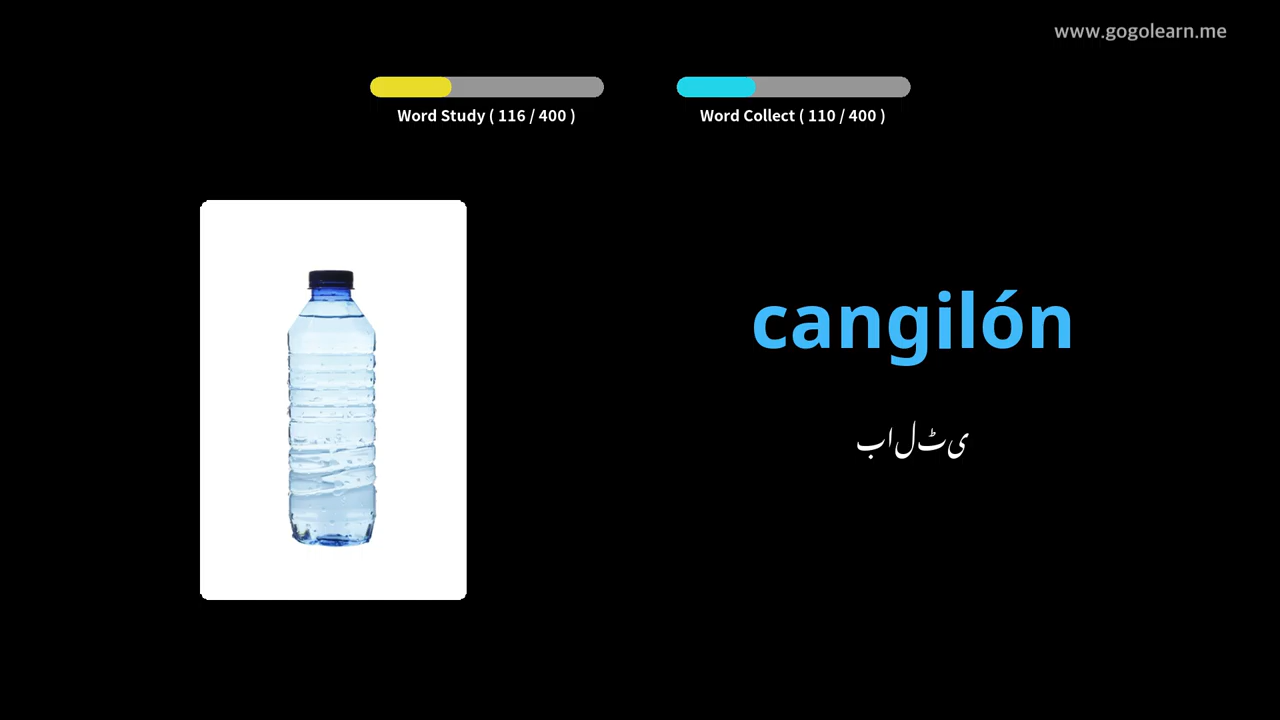 www.gogolearn.me
Word Study ( 116 / 400 )
Word Collect ( 110 / 400 )
cangilón
بالٹی